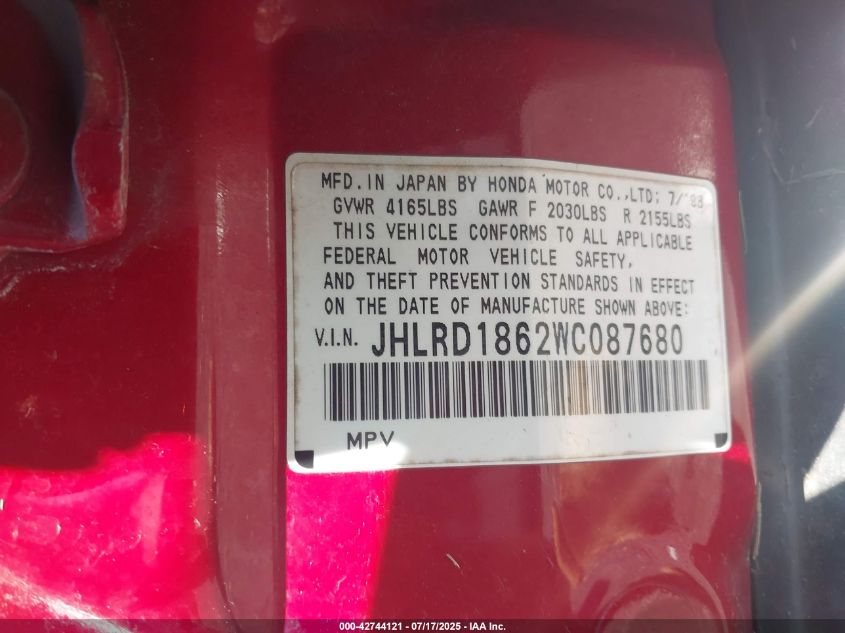 MFD. IN JAPAN BY HONDA MOTOR CO.,LTD; 7/'98
GVWR 4165LBS GAWR F 2030LBS R 2155LBS
THIS VEHICLE CONFORMS TO ALL APPLICABLE
FEDERAL MOTOR VEHICLE SAFETY,
AND THEFT PREVENTION STANDARDS IN EFFECT
ON THE DATE OF MANUFACTURE SHOWN ABOVE:
V.I.N. JHLRD1862WC087680
MPV
000-42744121 - 07/17/2025 - IAA Inc.